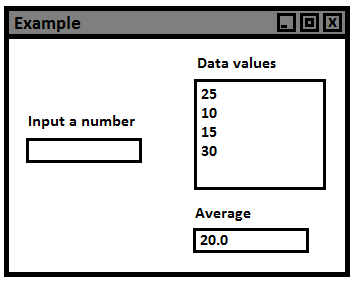 Example
Data values
25
10
15
30
Input a number
Average
20.0